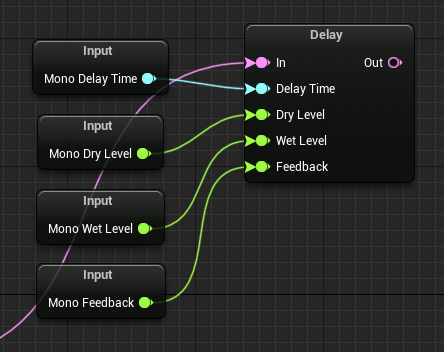 Input
Mono Delay Time
Input
Mono Dry Level
Input
Mono Wet Level
Input
Mono Feedback
Delay
In Out
Delay Time
Dry Level
Wet Level
Feedback